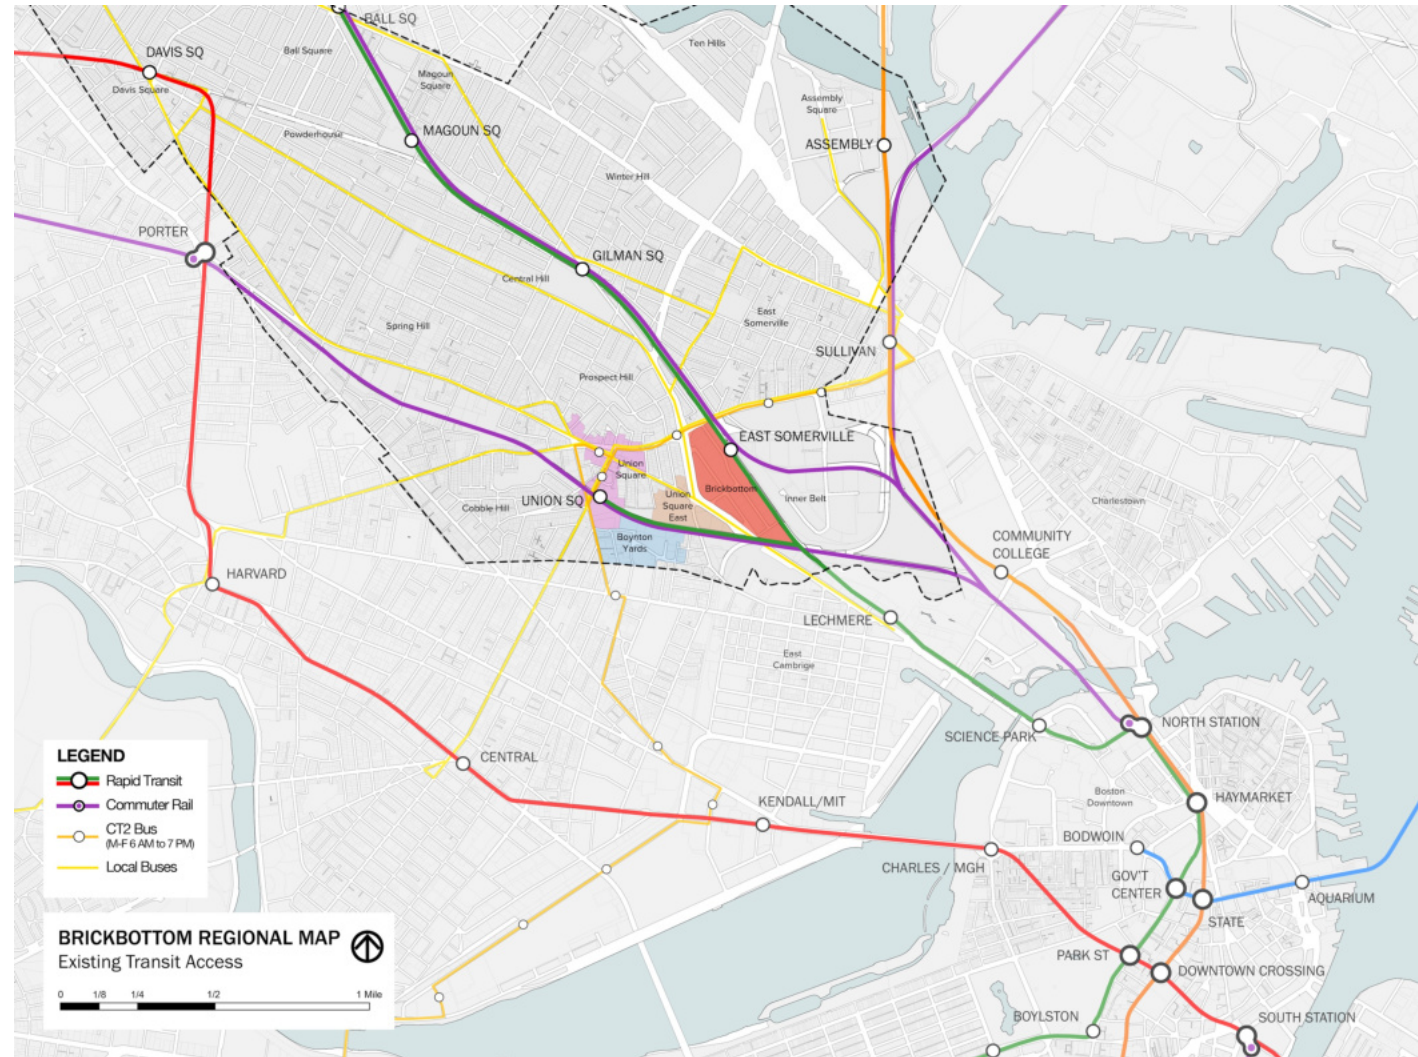 BALL SQ
DAVIS SQ
Ball Square
Ten Hills
Magoun
Square
Davis Square
Assembly
Square
Powderhouse
MAGOUN SQ
ASSEMBLY
Winter Hill
PORTER
GILMAN SQ
Central Hill
East
Somerville
Spring Hill
SULLIVAN
Prospect Hill
EAST SOMERVILLE
Union
Square
UNION SQ
Union
Square
East
Brickbottom
Inner Belt
Charlestown
Cobble Hill
Boynton
Yards
COMMUNITY
COLLEGE
HARVARD
LECHMERE
East
Cambrige
SCIENCE PARK
NORTH STATION
CENTRAL
KENDALL/MIT
Boston
Downtown
HAYMARKET
BODWOIN
CHARLES / MGH
GOV'T
CENTER
AQUARIUM
STATE
PARK ST
DOWNTOWN CROSSING
BOYLSTON
SOUTH STATION
LEGEND
Rapid Transit
Commuter Rail
CT2 Bus
(M-F 6 AM to 7 PM)
Local Buses
BRICKBOTTOM REGIONAL MAP
Existing Transit Access
0 1/8 1/4 1/2 1 Mile